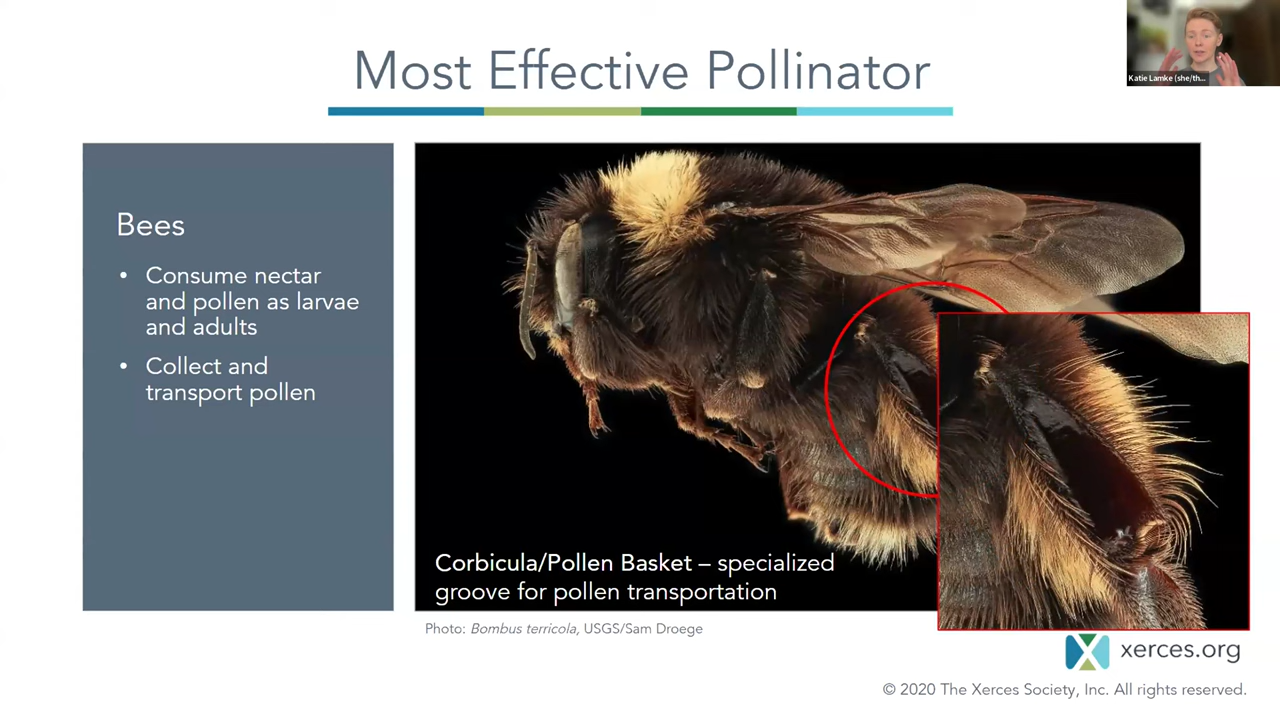 Most Effective Pollinator
Katie Lamke (she/th...
Bees
• Consume nectar
and pollen as larvae
and adults
• Collect and
transport pollen
Corbicula/Pollen Basket – specialized
groove for pollen transportation
Photo: Bombus terricola, USGS/Sam Droege
xerces.org
© 2020 The Xerces Society, Inc. All rights reserved.